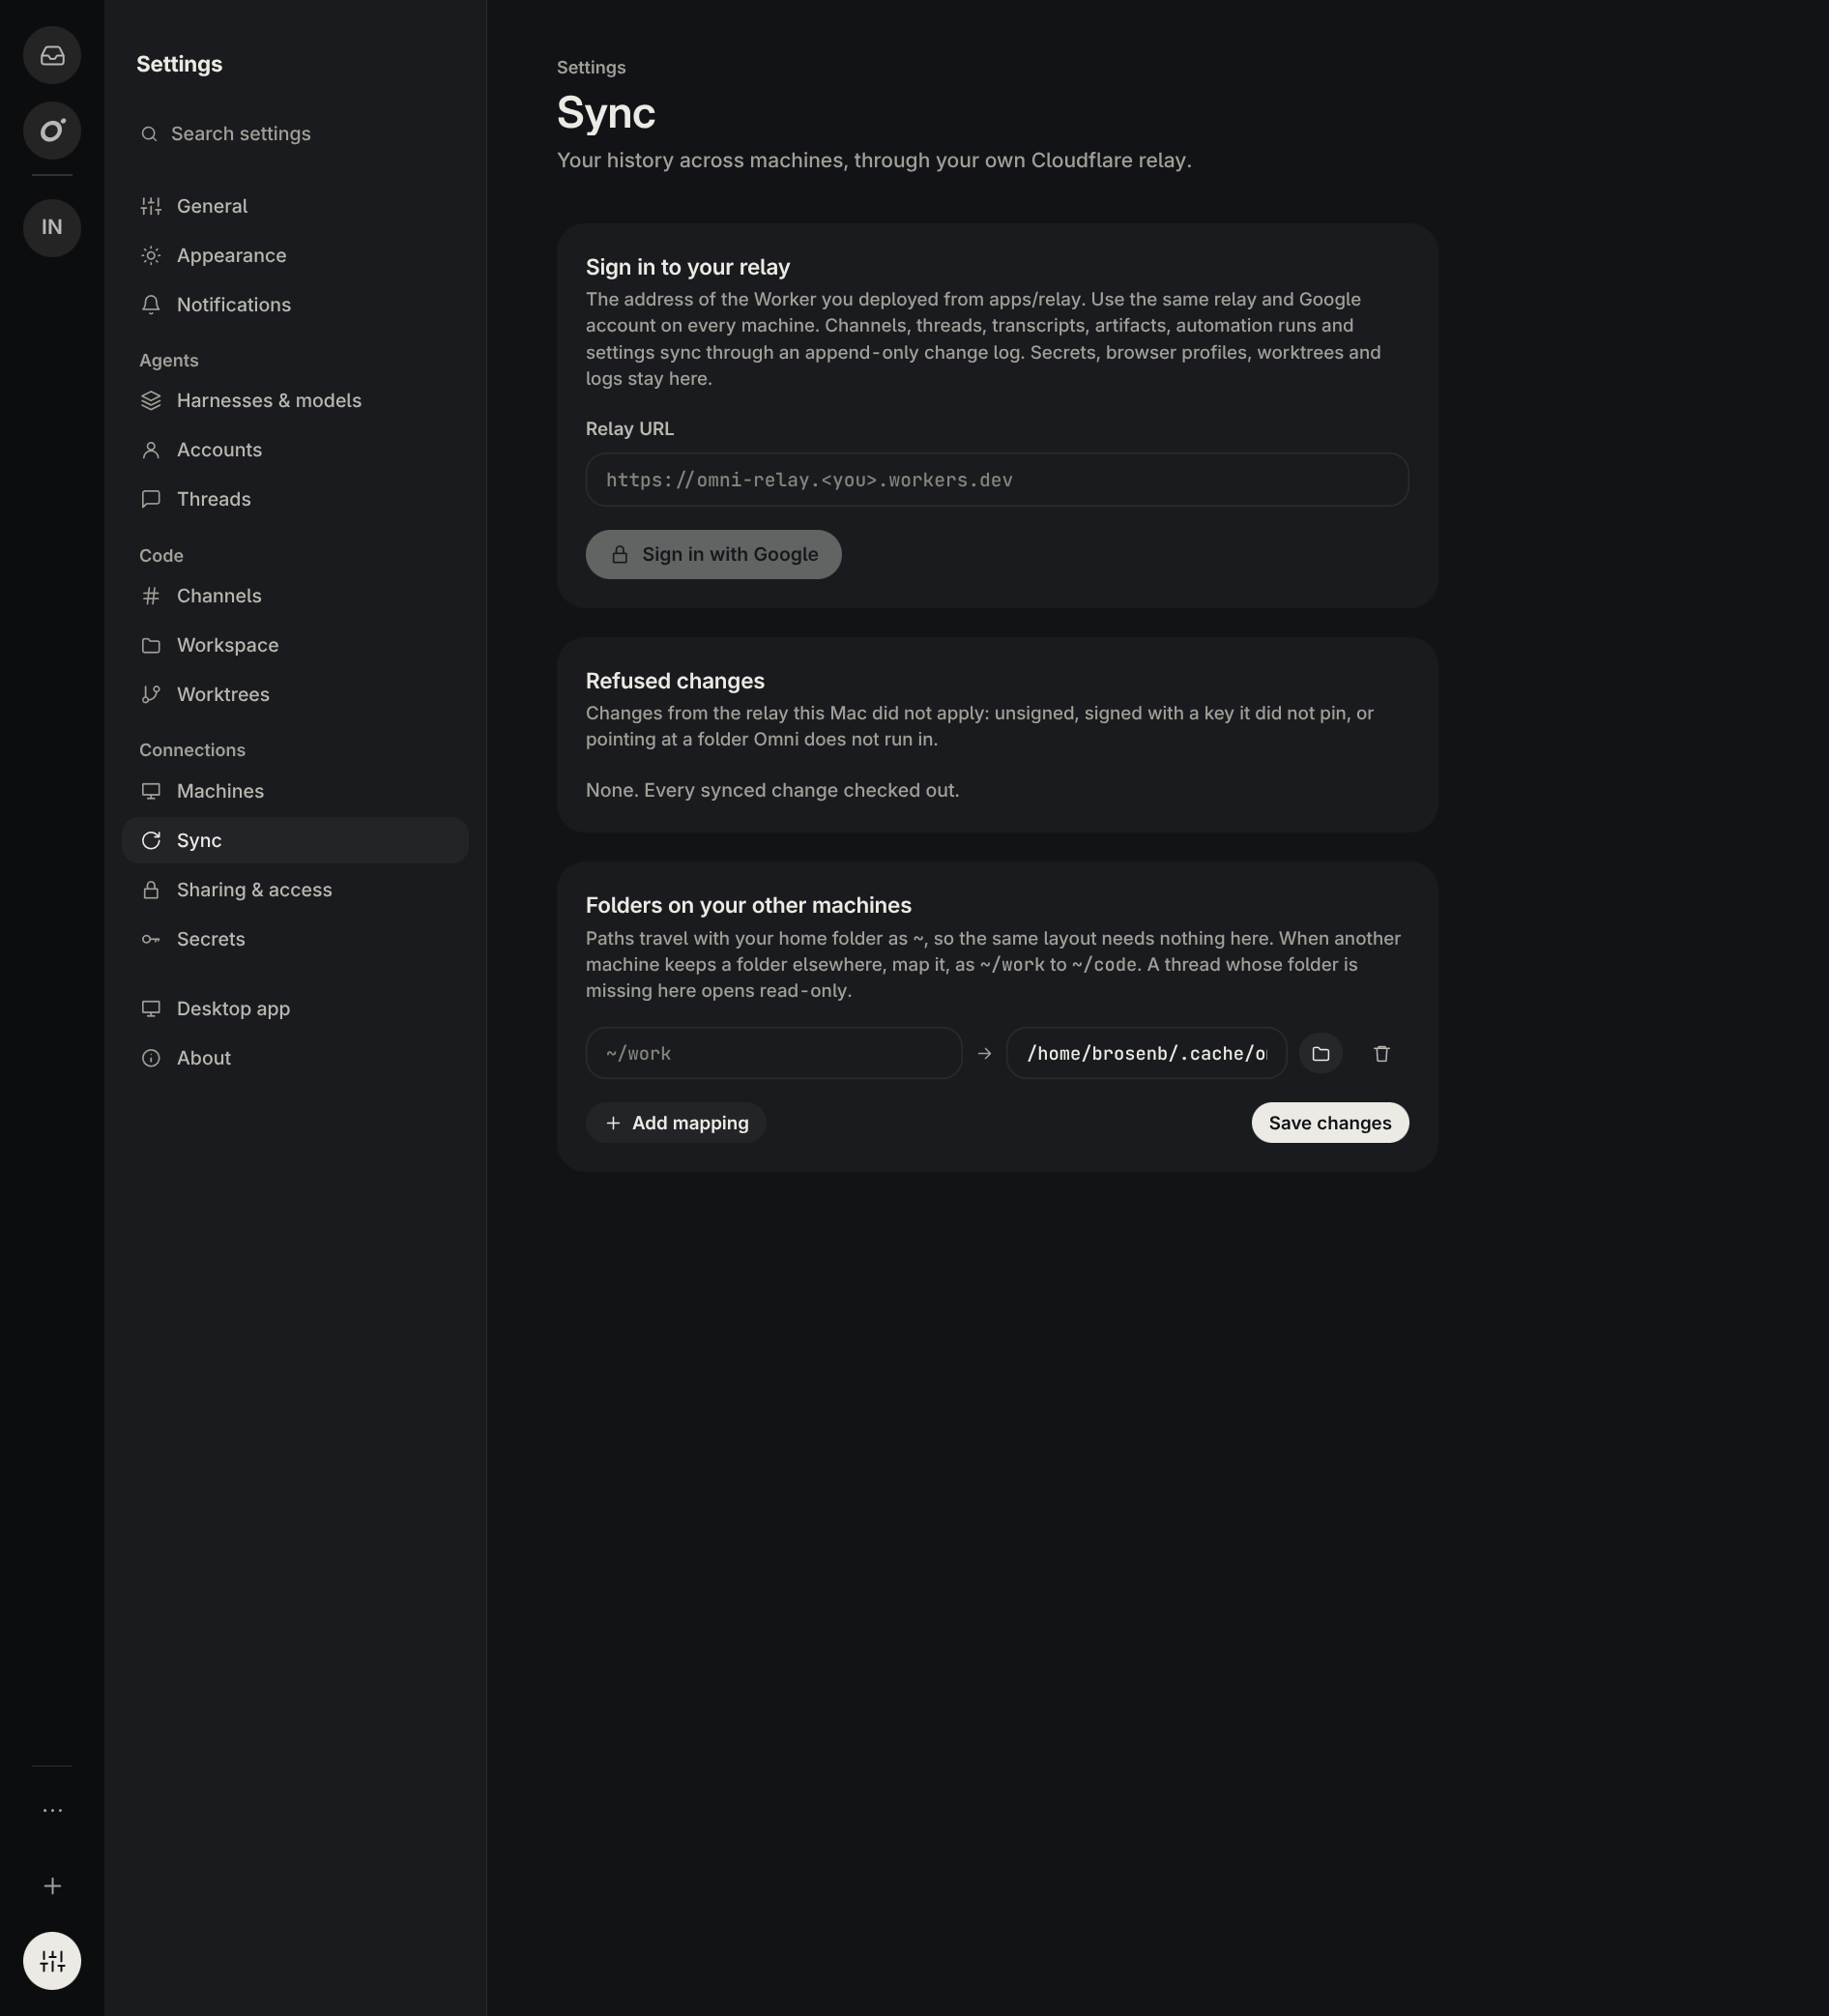 IN
Settings
Search settings
General
Appearance
Notifications
Agents
Harnesses & models
Accounts
Threads
Code
Channels
Workspace
Worktrees
Connections
Machines
Sync
Sharing & access
Secrets
Desktop app
About
Settings
Sync
Your history across machines, through your own Cloudflare relay.
Sign in to your relay
The address of the Worker you deployed from apps/relay. Use the same relay and Google
account on every machine. Channels, threads, transcripts, artifacts, automation runs and
settings sync through an append-only change log. Secrets, browser profiles, worktrees and
logs stay here.
Relay URL
https://omni-relay.<you>.workers.dev
Sign in with Google
Refused changes
Changes from the relay this Mac did not apply: unsigned, signed with a key it did not pin, or
pointing at a folder Omni does not run in.
None. Every synced change checked out.
Folders on your other machines
Paths travel with your home folder as ~, so the same layout needs nothing here. When another
machine keeps a folder elsewhere, map it, as ~/work to ~/code. A thread whose folder is
missing here opens read-only.
~/work → /home/brosenb/.cache/o
Add mapping
Save changes